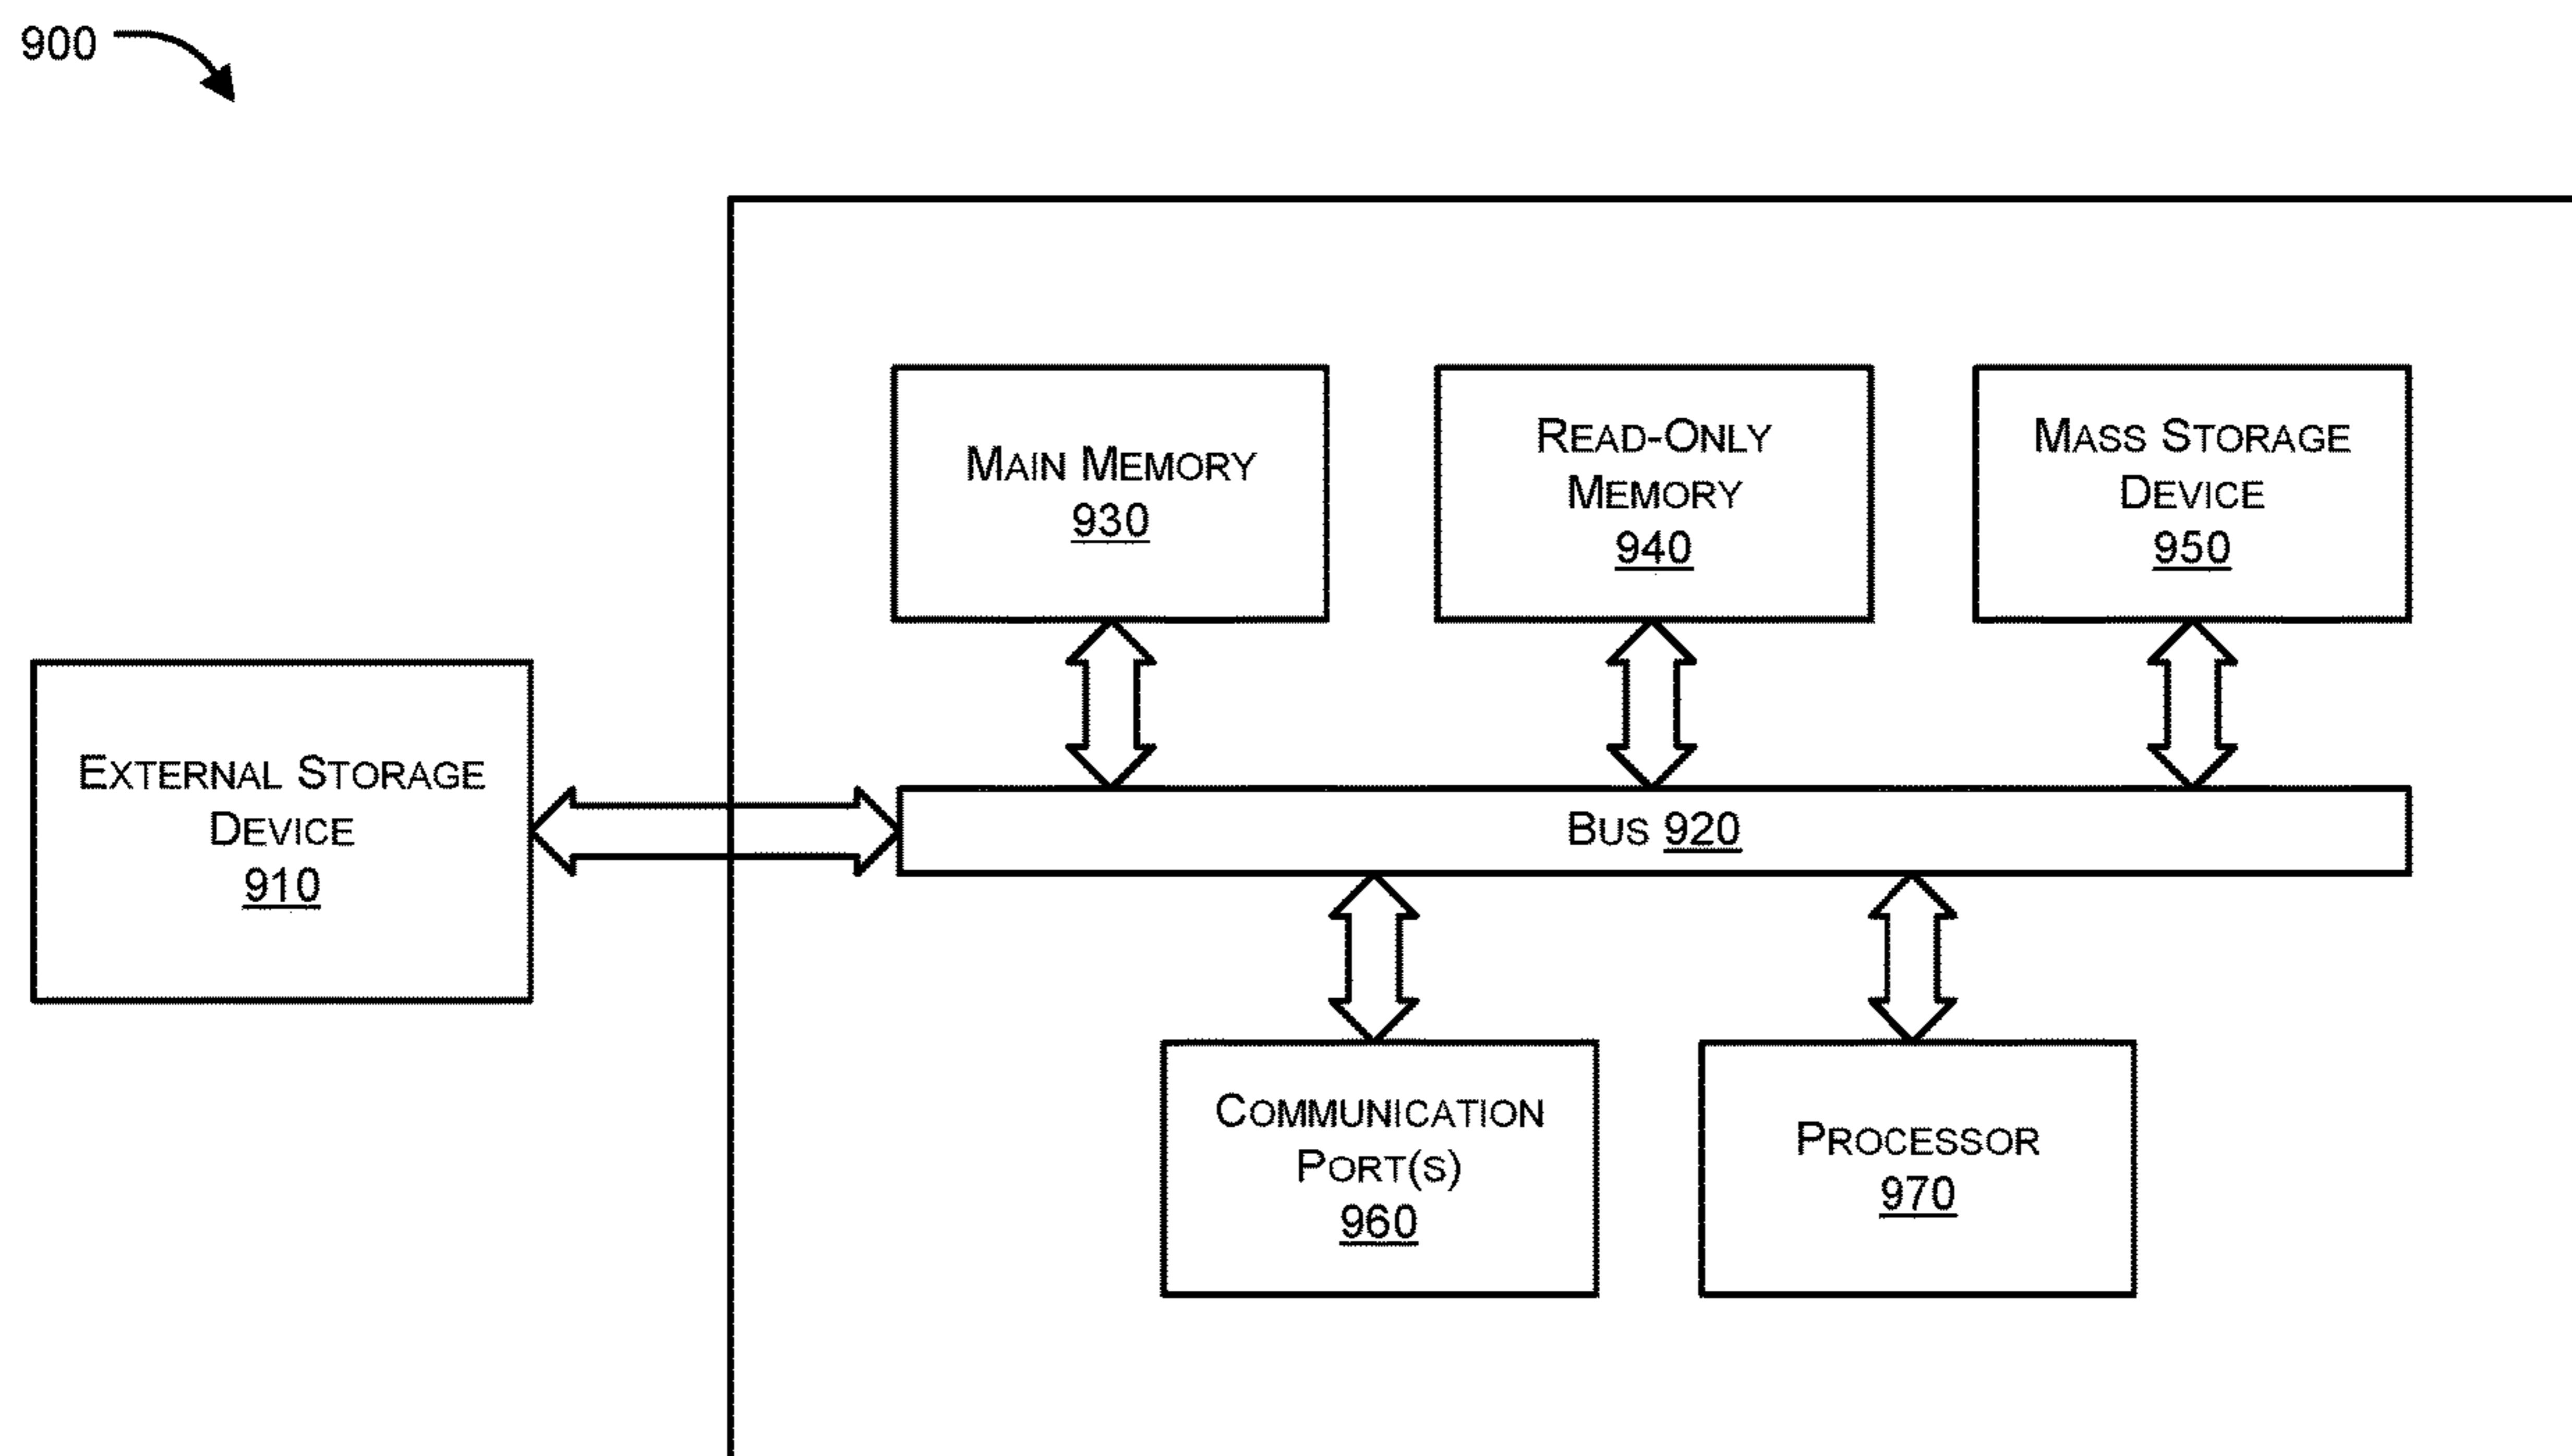 900
MAIN MEMORY
930
READ-ONLY
MEMORY
940
MASS STORAGE
DEVICE
950
EXTERNAL STORAGE
DEVICE
910
BUS 920
COMMUNICATION
PORT(S)
960
PROCESSOR
970